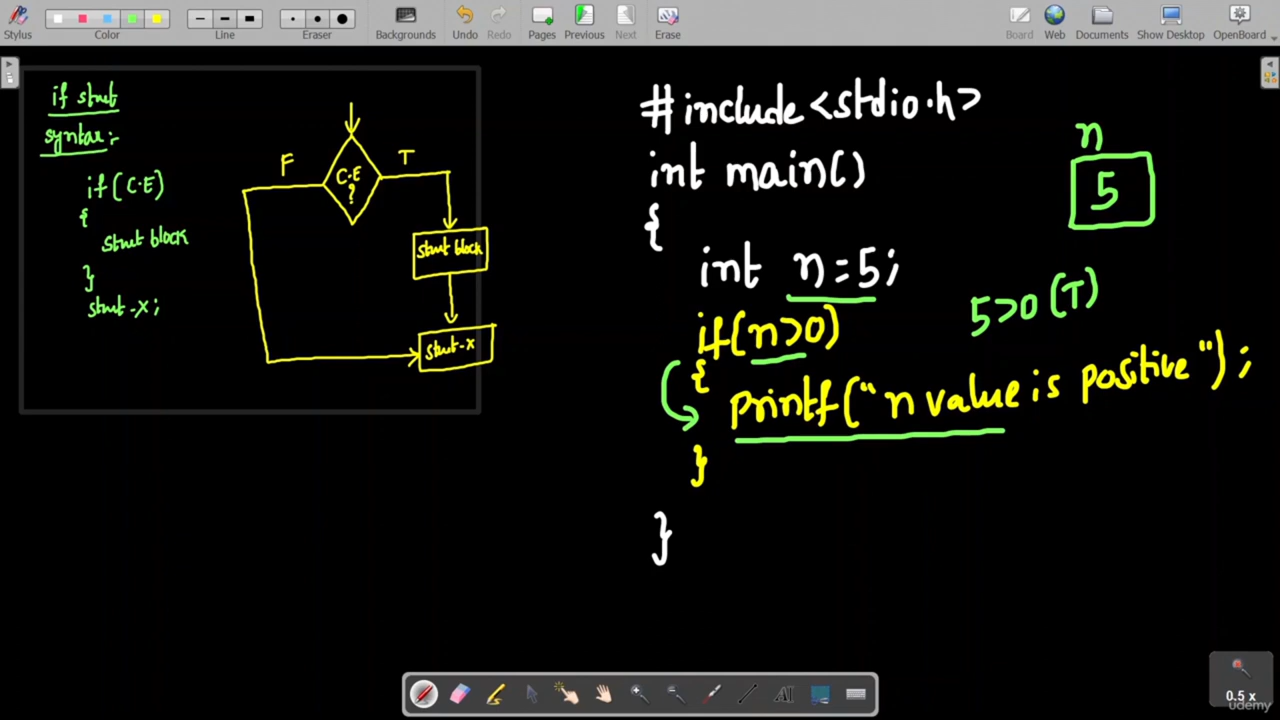 Stylus
Color
Line
Eraser
Backgrounds
Undo
Redo
Pages
Previous
Next
Erase
Board
Web
Documents
Show Desktop
OpenBoard
if stmt
syntax:-
if(C.E)
{
stmt block
}
stmt-x;
F
T
C.E
?
stmt block
stmt-x
#include<stdio.h>
int main()
{
int n=5;
if(n>0)
{
printf("n value is positive");
}
}
n
5
5>0(T)
0.5 x
udemy